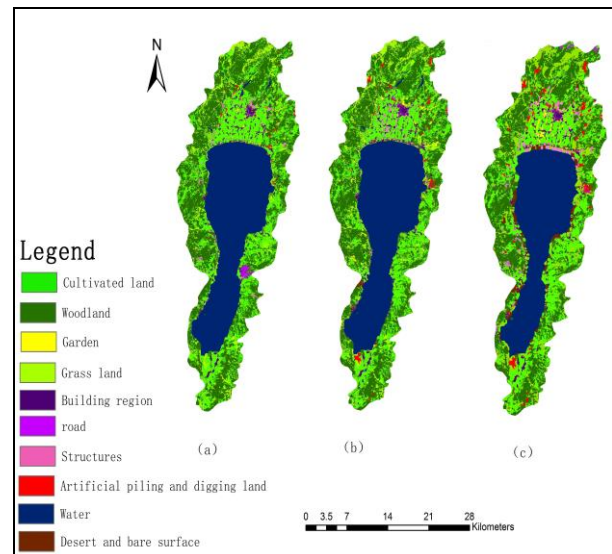 N
Legend
Cultivated land
Woodland
Garden
Grass land
Building region
road
Structures
Artificial piling and digging land
Water
Desert and bare surface
(a)
(b)
(c)
0 3.5 7 14 21 28
Kilometers